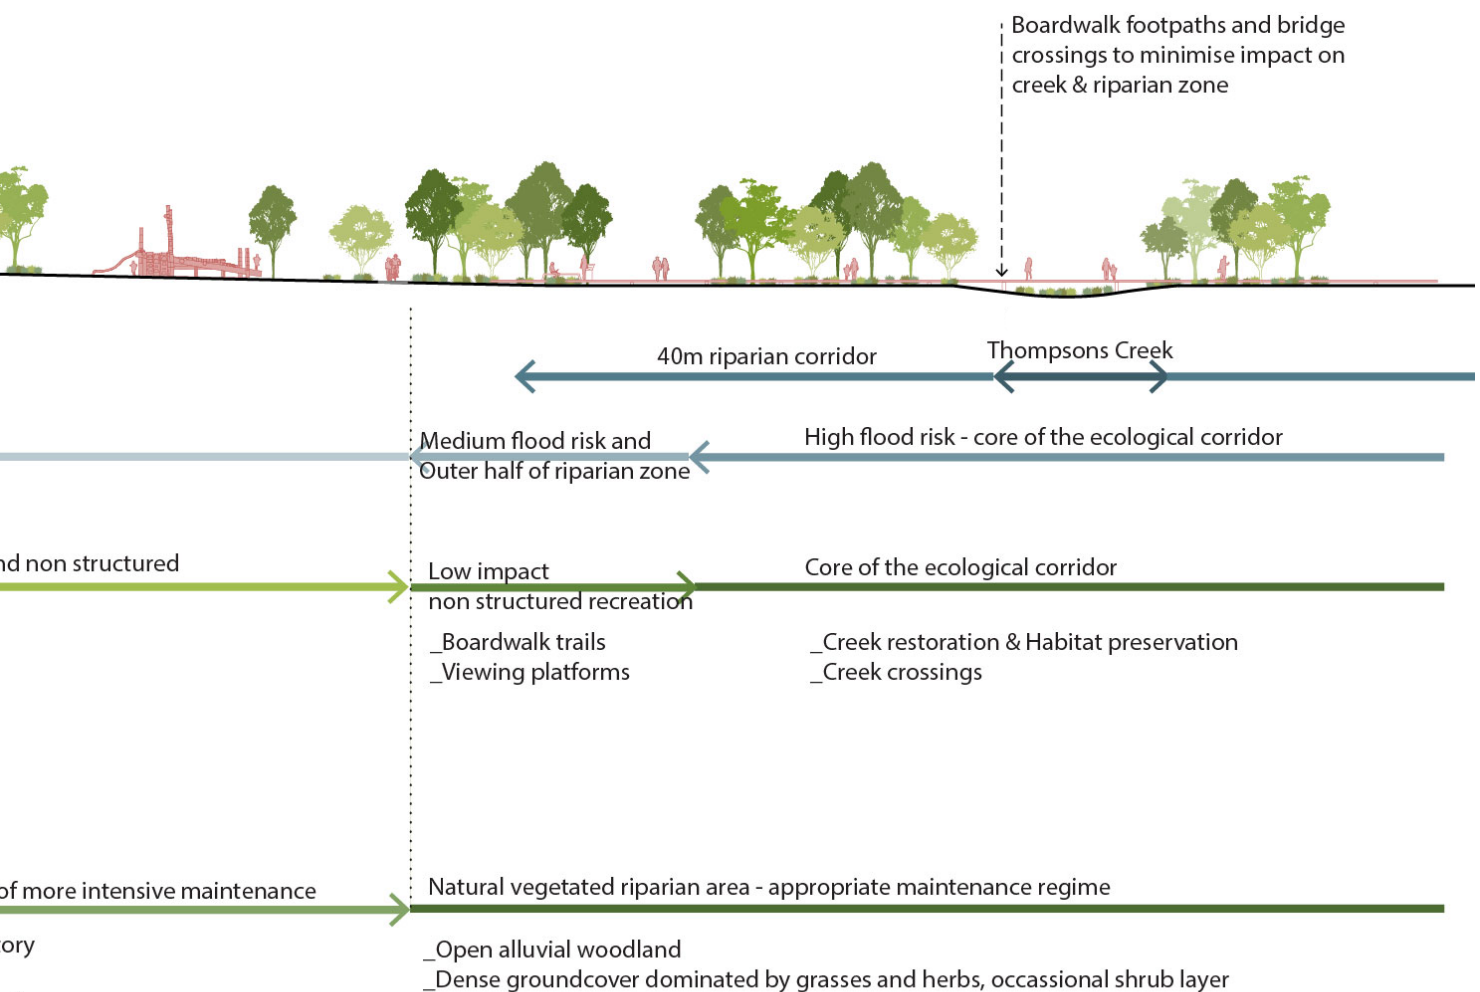 Boardwalk footpaths and bridge
crossings to minimise impact on
creek & riparian zone
40m riparian corridor
Thompsons Creek
Medium flood risk and
Outer half of riparian zone
High flood risk - core of the ecological corridor
non structured
Low impact
non structured recreation
Core of the ecological corridor
_Boardwalk trails
_Viewing platforms
_Creek restoration & Habitat preservation
_Creek crossings
of more intensive maintenance
Natural vegetated riparian area - appropriate maintenance regime
_Open alluvial woodland
_Dense groundcover dominated by grasses and herbs, occassional shrub layer